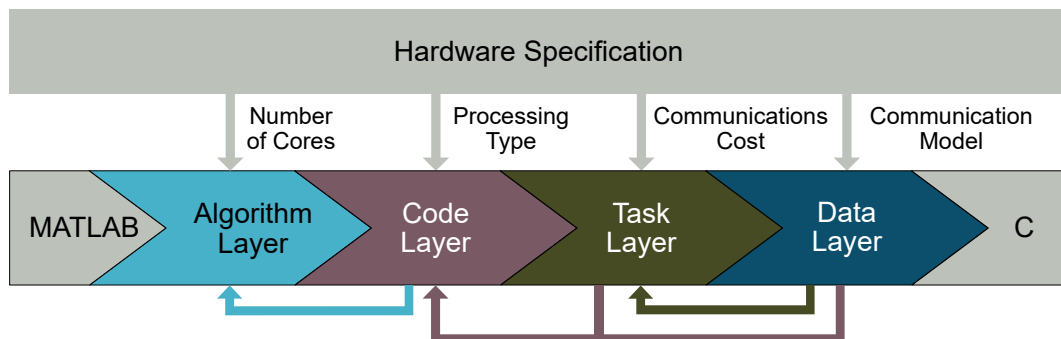 Hardware Specification
Number
of Cores
Processing
Type
Communications
Cost
Communication
Model
MATLAB
Algorithm
Layer
Code
Layer
Task
Layer
Data
Layer
C